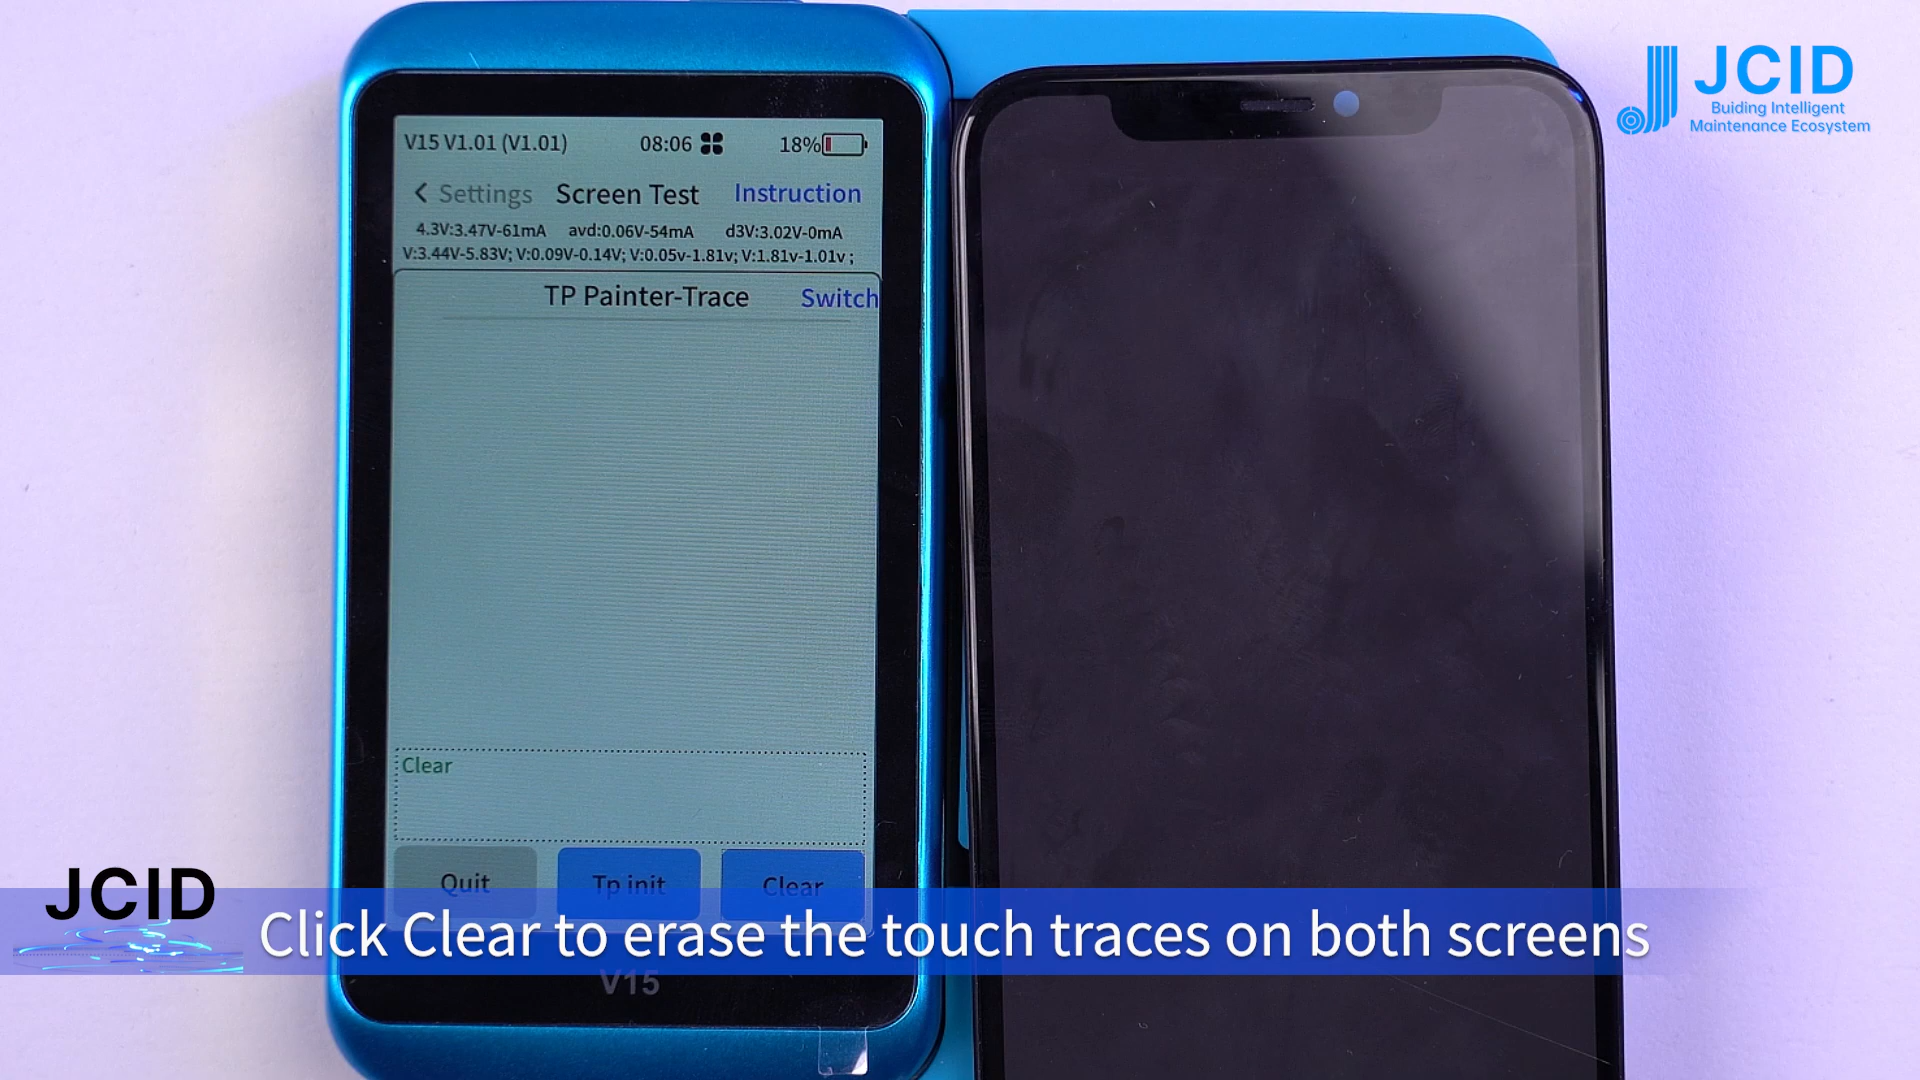 V15 V1.01 (V1.01) 08:06 18%
< Settings Screen Test Instruction
4.3V:3.47V-61mA avd:0.06V-54mA d3V:3.02V-0mA
V:3.44V-5.83V; V:0.09V-0.14V; V:0.05v-1.81v; V:1.81v-1.01v ;
TP Painter-Trace Switch
Clear
Quit Tp init Clear
V15
JCID
Buiding Intelligent
Maintenance Ecosystem
JCID
Click Clear to erase the touch traces on both screens